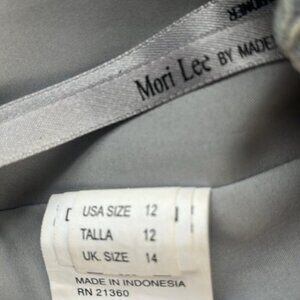 Mori Lee BY MADE
USA SIZE 12
TALLA 12
UK. SIZE 14
MADE IN INDONESIA
RN 21360